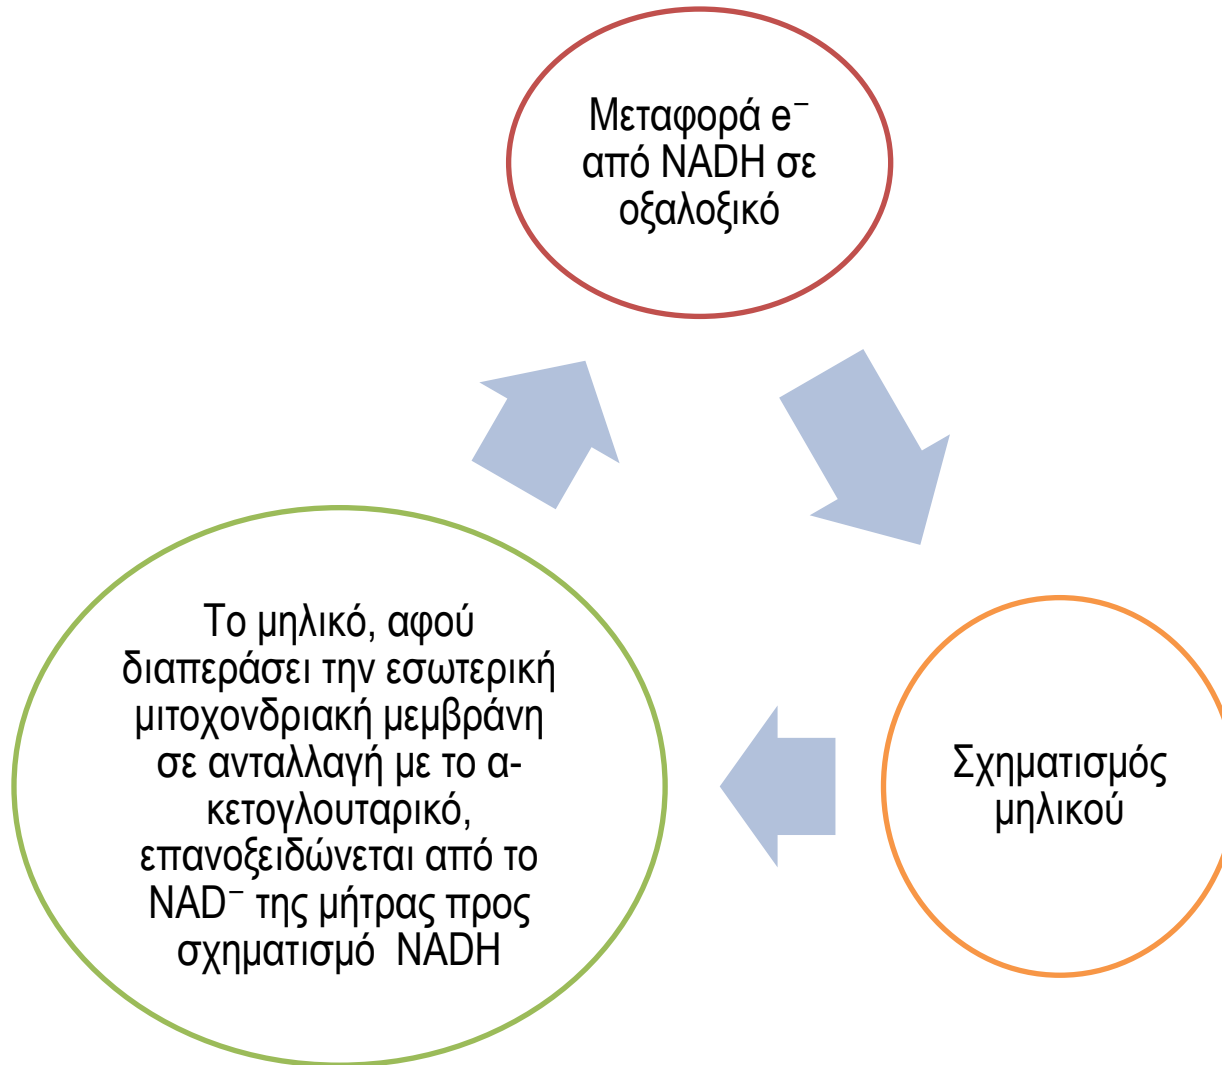 Μεταφορά e⁻
από NADH σε
οξαλοξικό
Σχηματισμός
μηλικού
Το μηλικό, αφού
διαπεράσει την εσωτερική
μιτοχονδριακή μεμβράνη
σε ανταλλαγή με το α-
κετογλουταρικό,
επανοξειδώνεται από το
NAD⁻ της μήτρας προς
σχηματισμό NADH